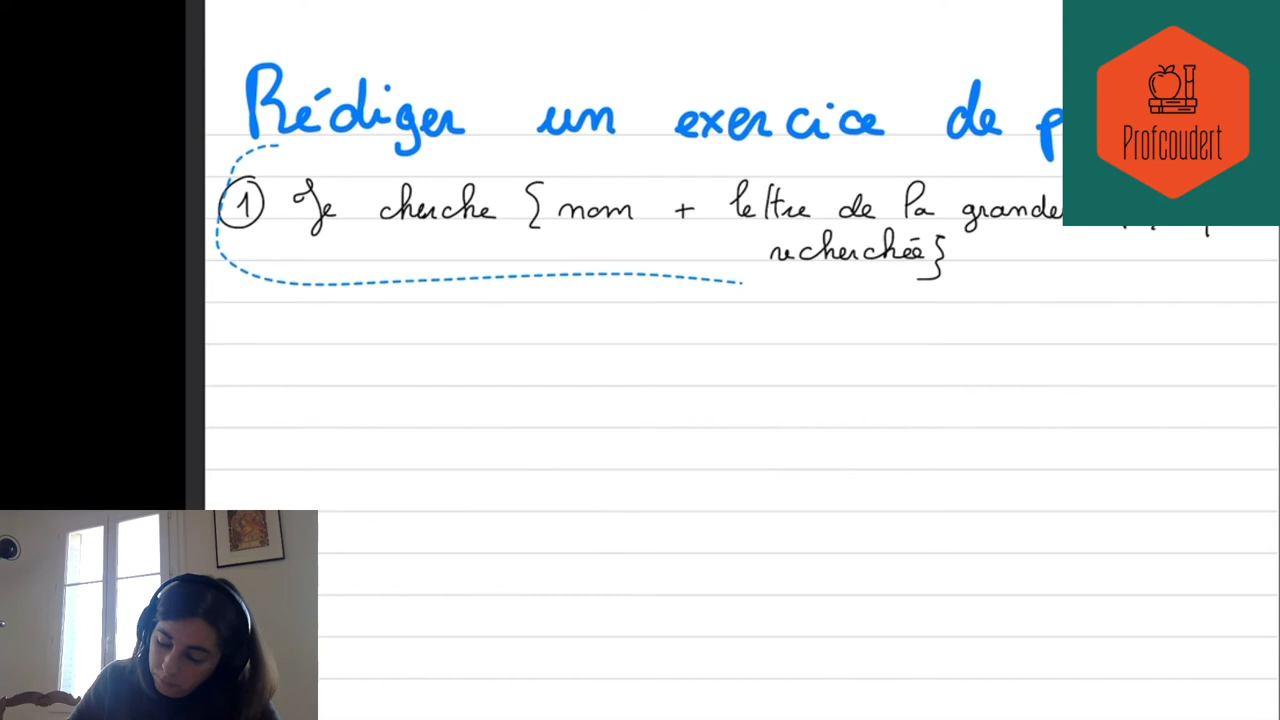 Rédiger un exercice de
Profcoudert
① Je cherche { nom + lettre de la grande
recherchée }